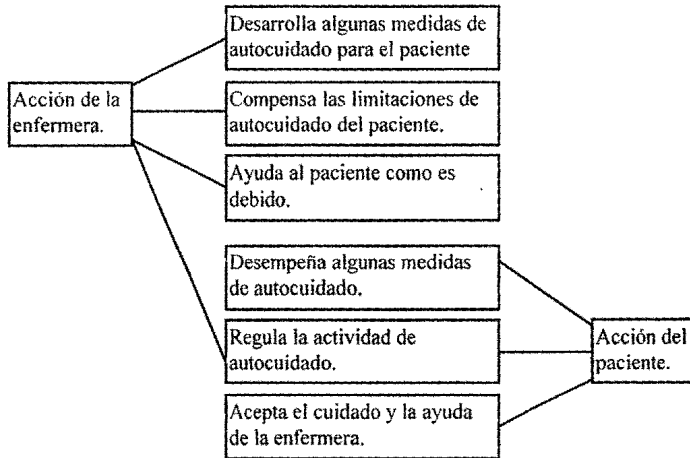 Desarrolla algunas medidas de
autocuidado para el paciente
Acción de la
enfermera.
Compensa las limitaciones de
autocuidado del paciente.
Ayuda al paciente como es
debido.
Desempeña algunas medidas
de autocuidado.
Regula la actividad de
autocuidado.
Acción del
paciente.
Acepta el cuidado y la ayuda
de la enfermera.